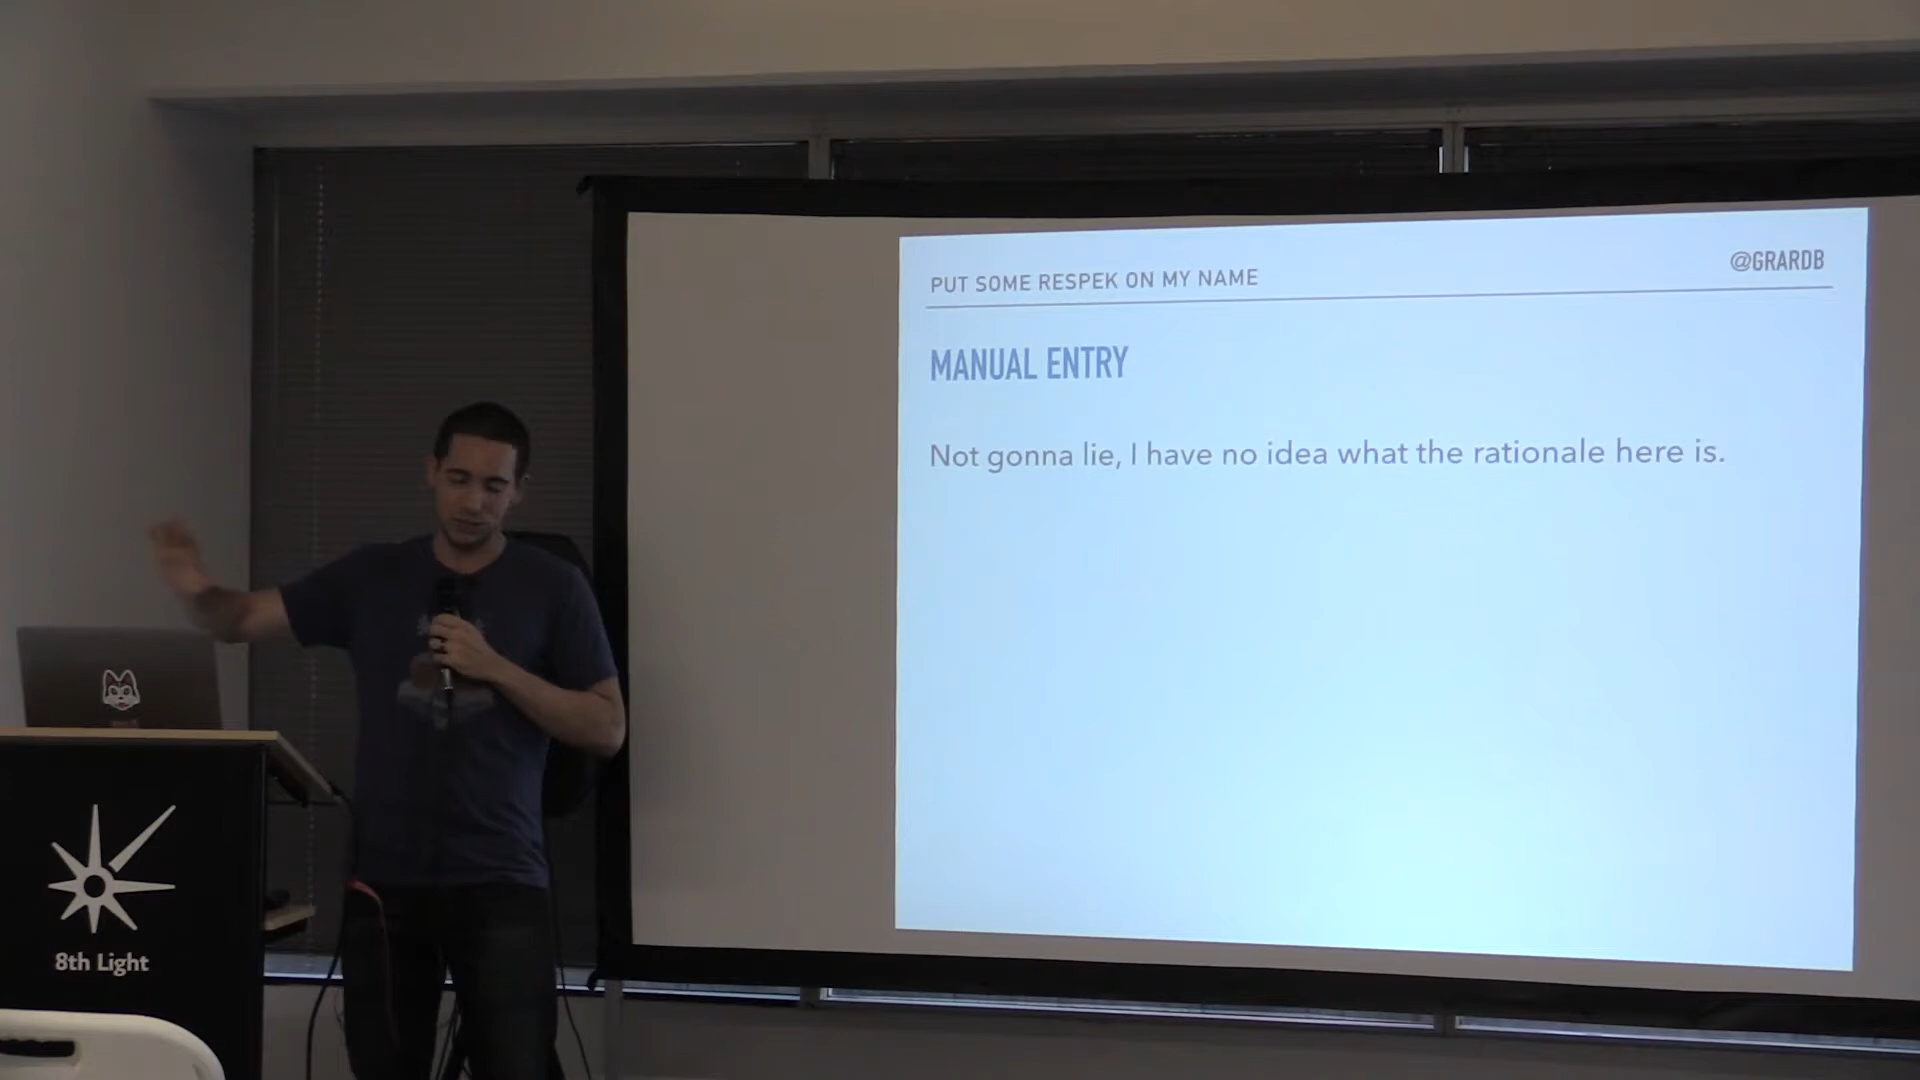 PUT SOME RESPEK ON MY NAME
@GRARDB
MANUAL ENTRY
Not gonna lie, I have no idea what the rationale here is.
8th Light